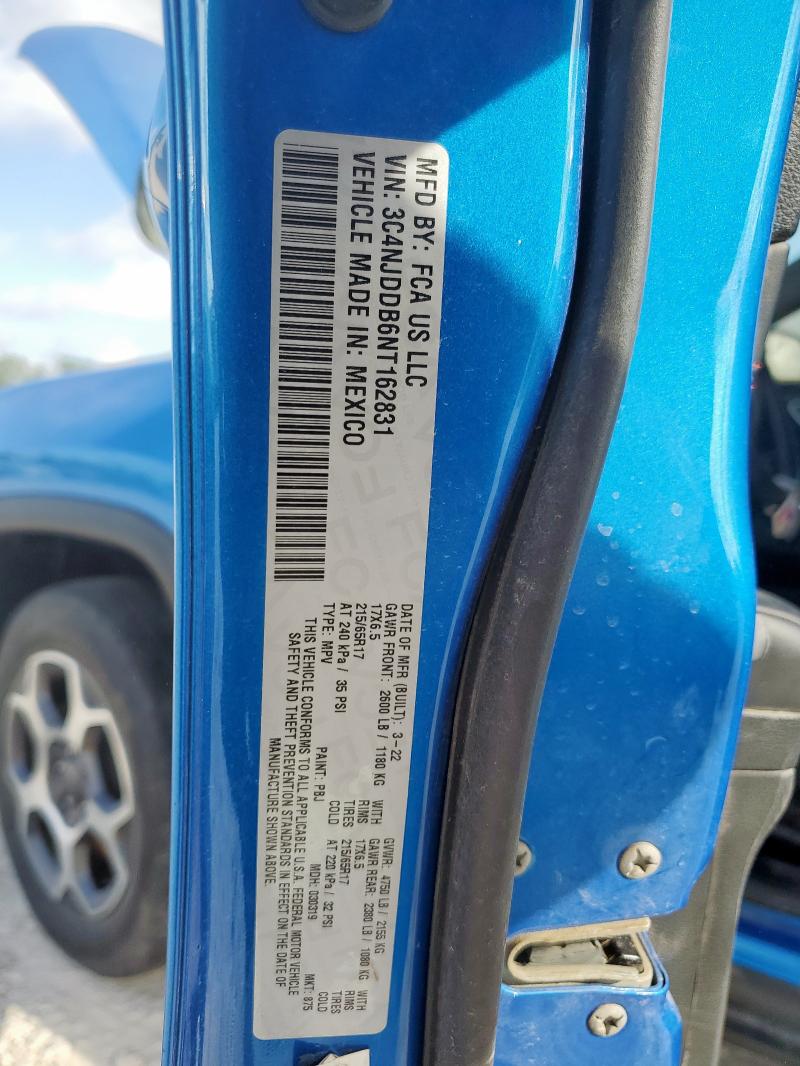 MFD BY: FCA US LLC
VIN: 3C4NJDDB6NT162831
VEHICLE MADE IN: MEXICO
DATE OF MFR (BUILT): 3-22 GVWR: 4750 LB / 2155 KG
GAWR FRONT: 2600 LB / 1180 KG WITH GAWR REAR: 2380 LB / 1080 KG WITH
17X6.5 RIMS 17X6.5 RIMS
215/65R17 TIRES 215/65R17 TIRES
AT 240 kPa / 35 PSI COLD AT 220 kPa / 32 PSI COLD
TYPE: MPV PAINT: PBJ MDH: 030319 MKT: 875
THIS VEHICLE CONFORMS TO ALL APPLICABLE U.S.A. FEDERAL MOTOR VEHICLE
SAFETY AND THEFT PREVENTION STANDARDS IN EFFECT ON THE DATE OF
MANUFACTURE SHOWN ABOVE.